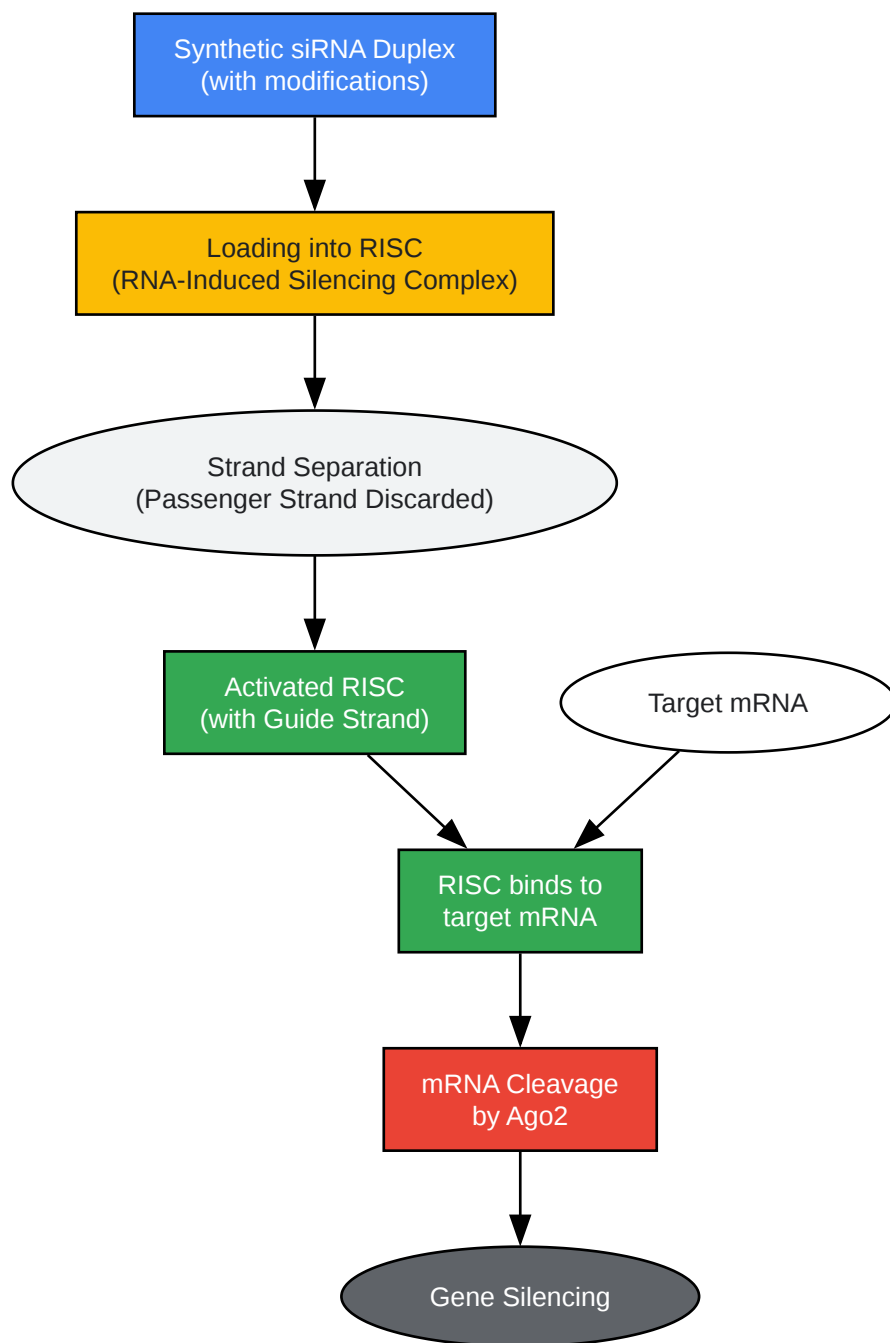 Synthetic siRNA Duplex
(with modifications)
Loading into RISC
(RNA-Induced Silencing Complex)
Strand Separation
(Passenger Strand Discarded)
Activated RISC
(with Guide Strand)
Target mRNA
RISC binds to
target mRNA
mRNA Cleavage
by Ago2
Gene Silencing